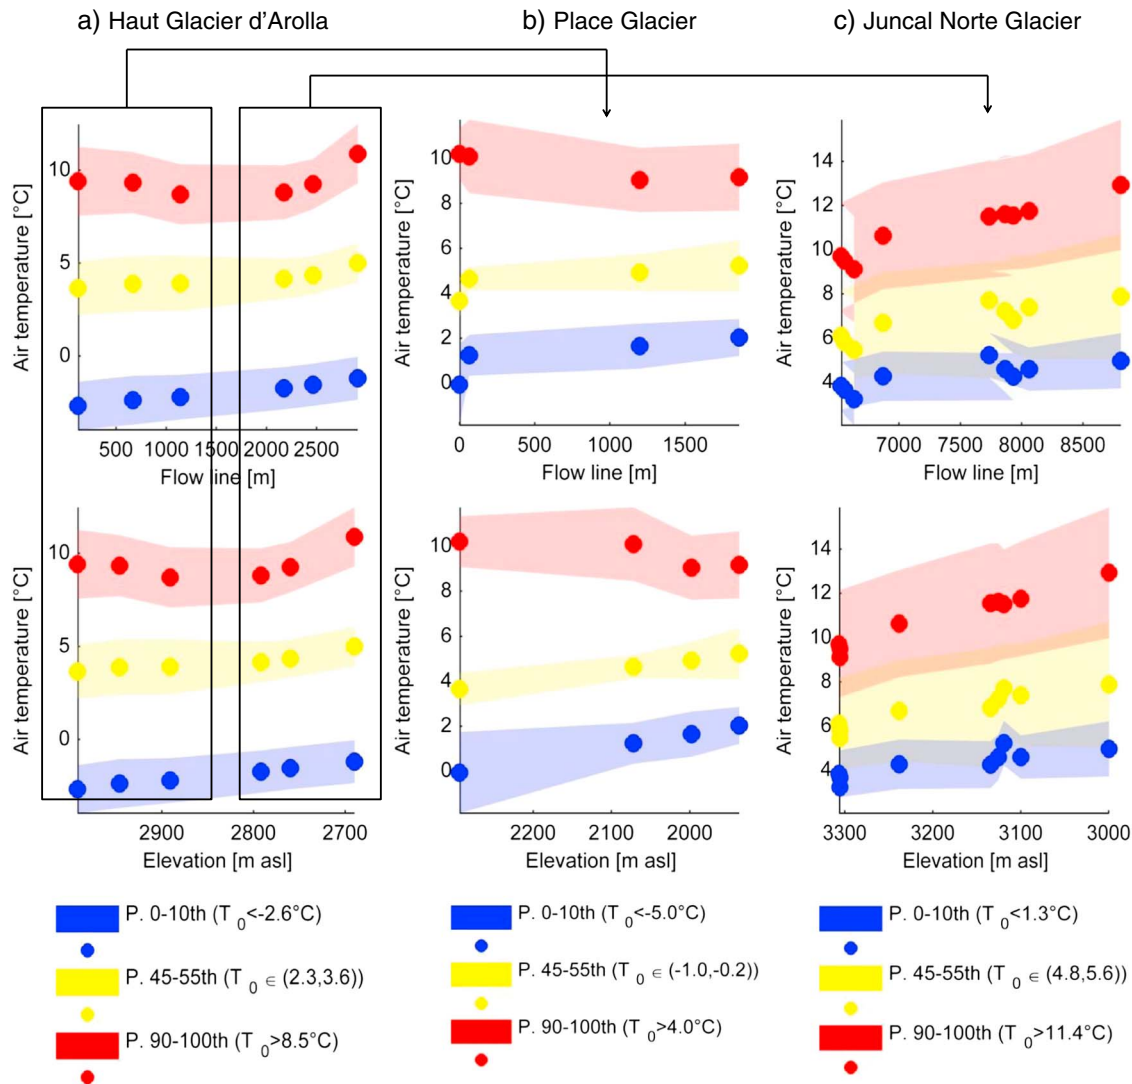 a) Haut Glacier d’Arolla
b) Place Glacier
c) Juncal Norte Glacier
Air temperature [°C]
10
5
0
500 1000 1500 2000 2500
Flow line [m]
Air temperature [°C]
10
8
6
4
2
0
0 500 1000 1500
Flow line [m]
Air temperature [°C]
14
12
10
8
6
4
7000 7500 8000 8500
Flow line [m]
Air temperature [°C]
10
5
0
2900 2800 2700
Elevation [m asl]
Air temperature [°C]
10
8
6
4
2
0
2200 2100 2000
Elevation [m asl]
Air temperature [°C]
14
12
10
8
6
4
3300 3200 3100 3000
Elevation [m asl]
P. 0-10th (T 0<-2.6°C)
P. 45-55th (T 0 ∈ (2.3,3.6))
P. 90-100th (T 0>8.5°C)
P. 0-10th (T 0<-5.0°C)
P. 45-55th (T 0 ∈ (-1.0,-0.2))
P. 90-100th (T 0>4.0°C)
P. 0-10th (T 0<1.3°C)
P. 45-55th (T 0 ∈ (4.8,5.6))
P. 90-100th (T 0>11.4°C)